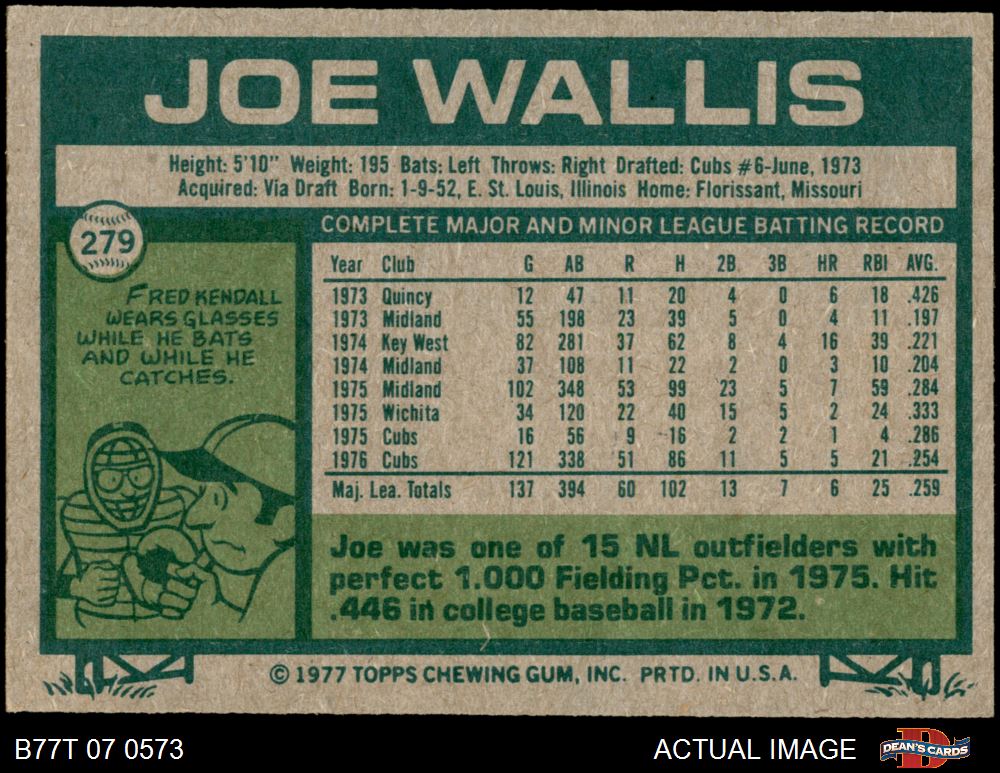 JOE WALLIS
Height: 5'10" Weight: 195 Bats: Left Throws: Right Drafted: Cubs #6-June, 1973
Acquired: Via Draft Born: 1-9-52, E. St. Louis, Illinois Home: Florissant, Missouri
279
FRED KENDALL
WEARS GLASSES
WHILE HE BATS
AND WHILE HE
CATCHES.
COMPLETE MAJOR AND MINOR LEAGUE BATTING RECORD
Year Club G AB R H 2B 3B HR RBI AVG.
1973 Quincy 12 47 11 20 4 0 6 18 .426
1973 Midland 55 198 23 39 5 0 4 11 .197
1974 Key West 82 281 37 62 8 4 16 39 .221
1974 Midland 37 108 11 22 2 0 3 10 .204
1975 Midland 102 348 53 99 23 5 7 59 .284
1975 Wichita 34 120 22 40 15 5 2 24 .333
1975 Cubs 16 56 9 16 2 2 1 4 .286
1976 Cubs 121 338 51 86 11 5 5 21 .254
Maj. Lea. Totals 137 394 60 102 13 7 6 25 .259
Joe was one of 15 NL outfielders with
perfect 1.000 Fielding Pct. in 1975. Hit
.446 in college baseball in 1972.
© 1977 TOPPS CHEWING GUM, INC. PRTD. IN U.S.A.
B77T 07 0573
ACTUAL IMAGE
DEAN'S CARDS